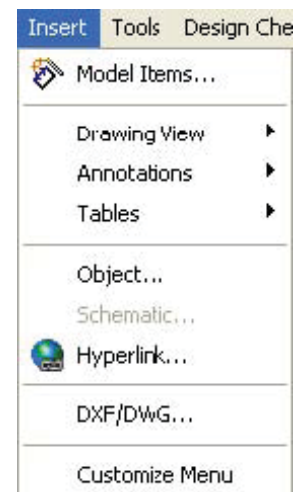 Insert Tools Design Che
Model Items...
Drawing View
Annotations
Tables
Object...
Schematic...
Hyperlink...
DXF/DWG...
Customize Menu